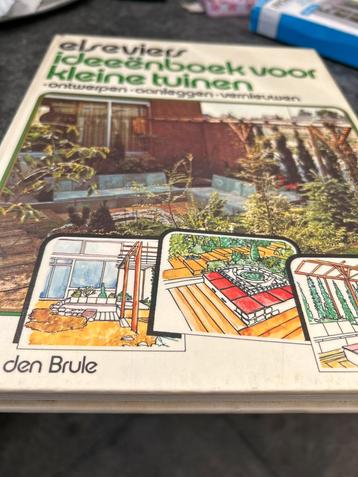 elseviers
ideeënboek voor
kleine tuinen
•ontwerpen•aanleggen•vernieuwen
den Brule